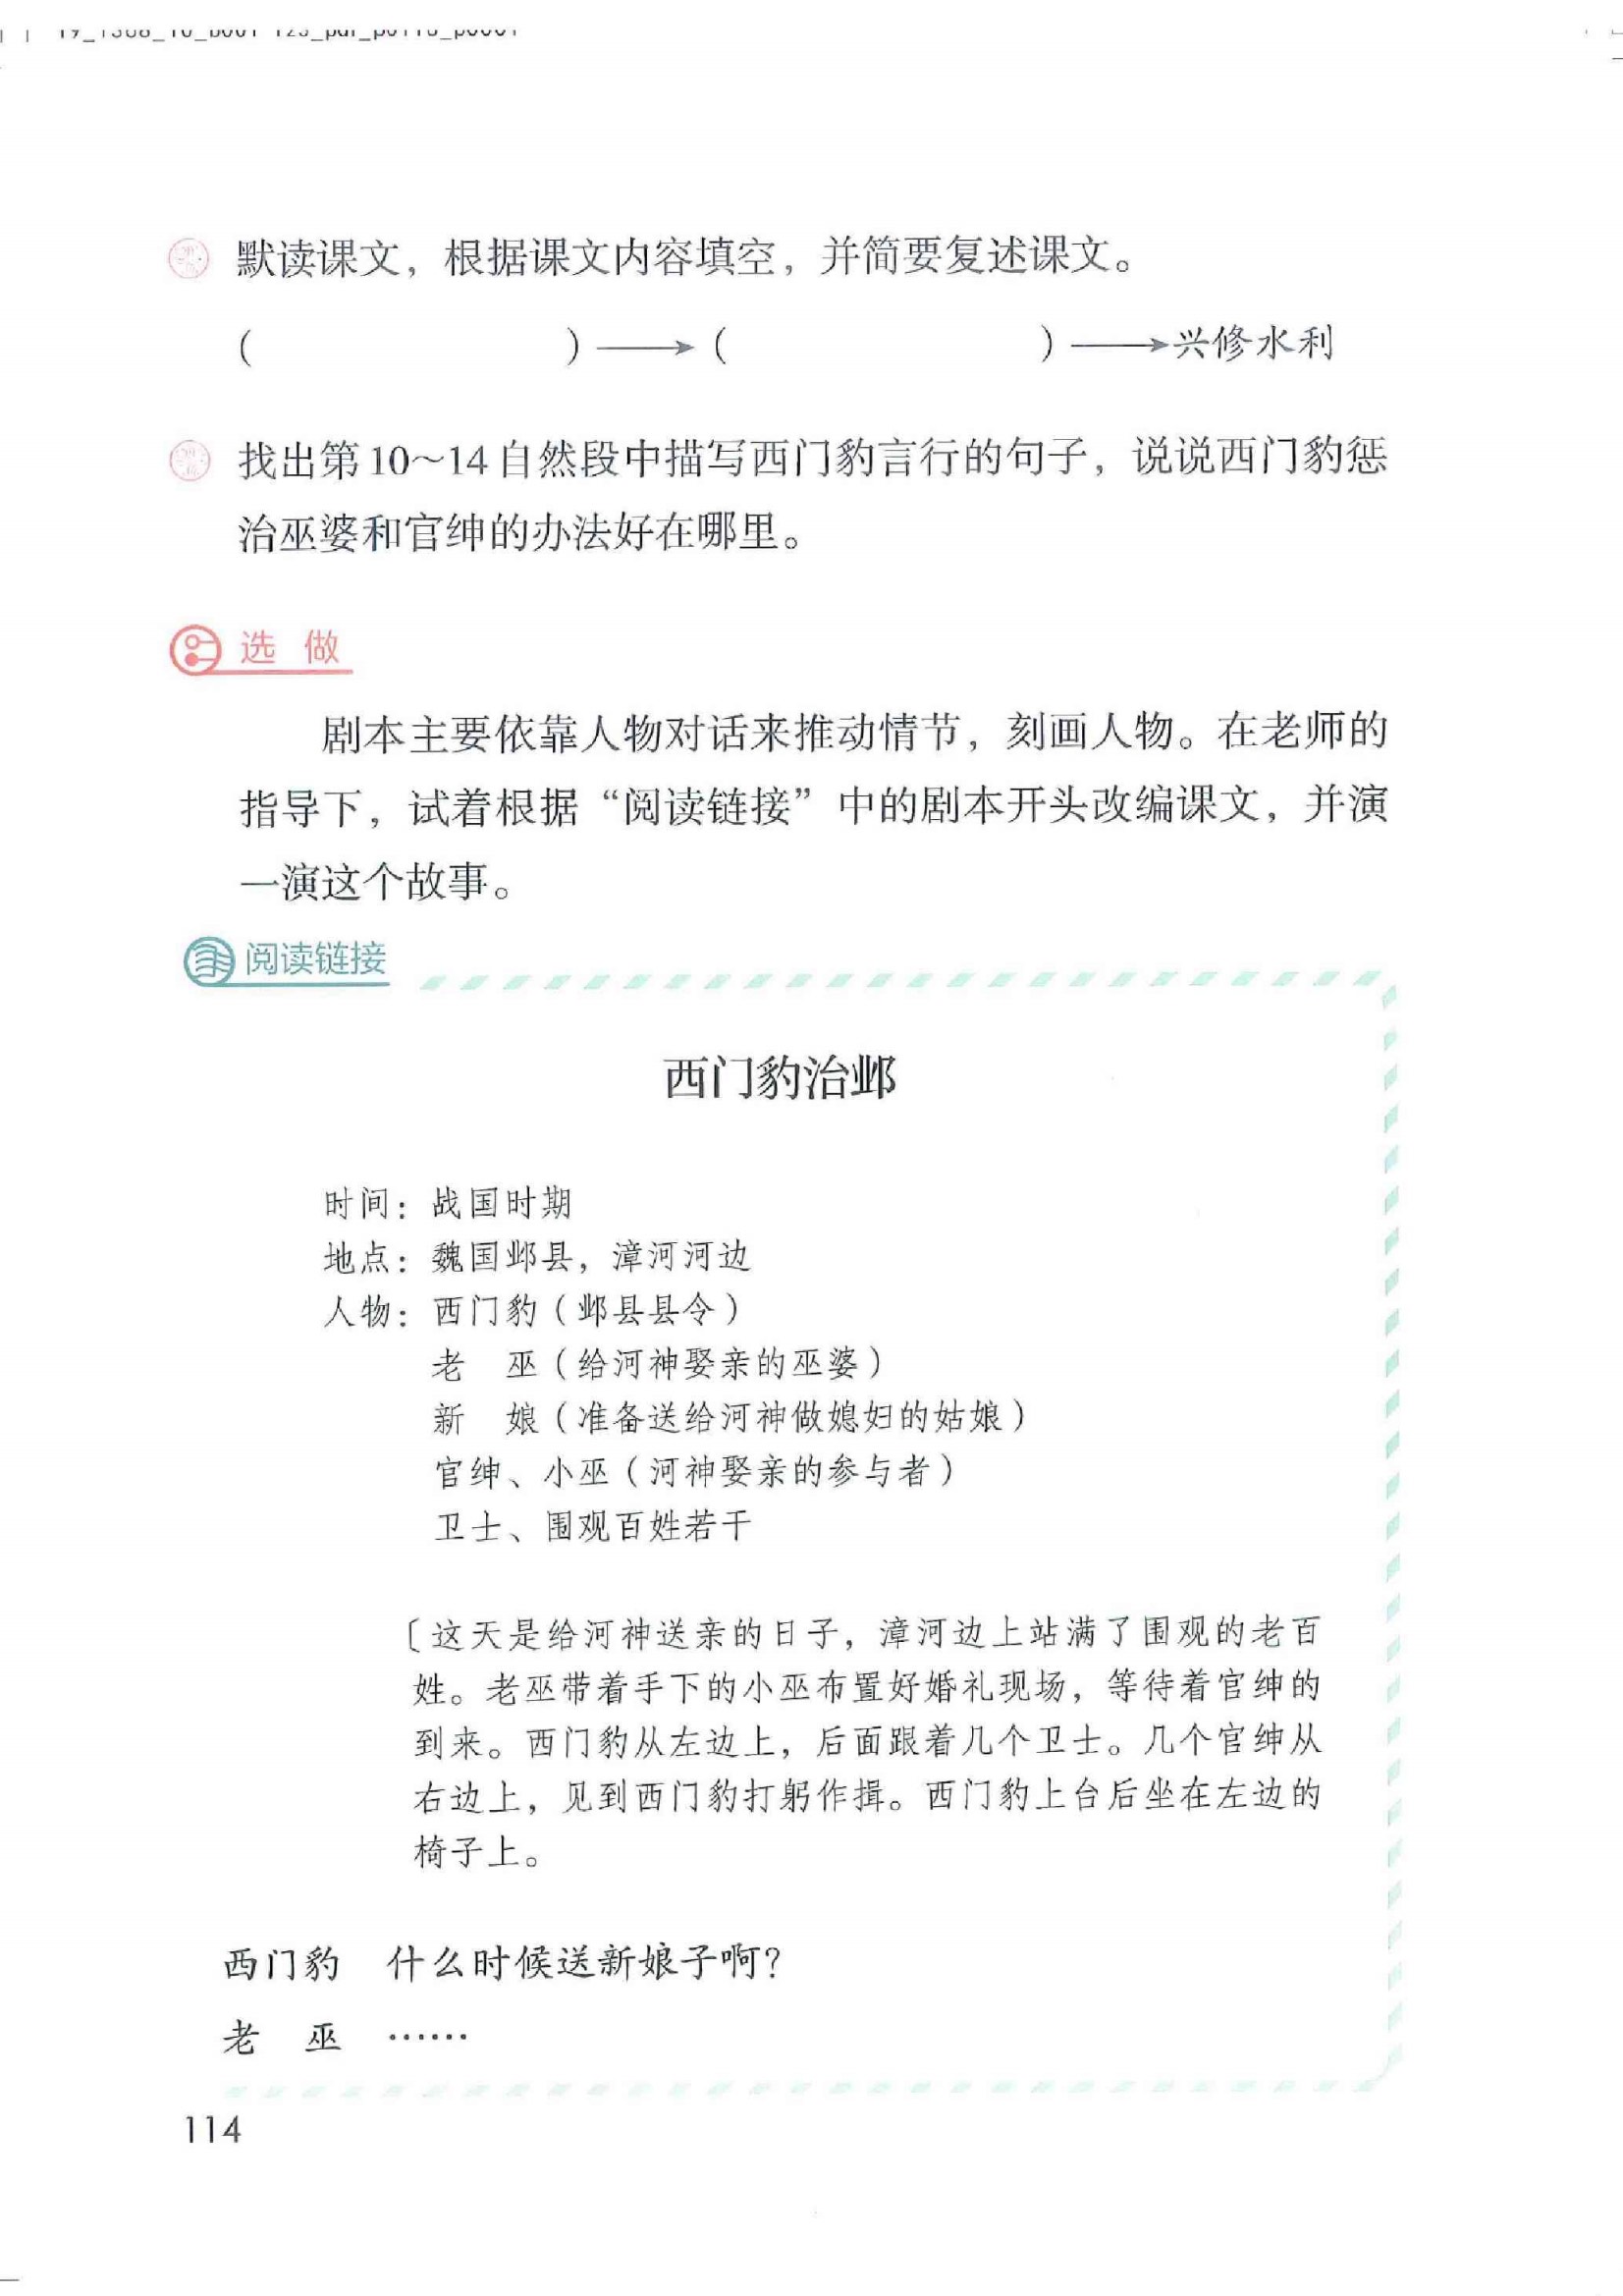 默读课文，根据课文内容填空，并简要复述课文。
（　　　　）→（　　　　）→兴修水利
找出第10～14自然段中描写西门豹言行的句子，说说西门豹惩
治巫婆和官绅的办法好在哪里。
选 做
剧本主要依靠人物对话来推动情节，刻画人物。在老师的
指导下，试着根据“阅读链接”中的剧本开头改编课文，并演
一演这个故事。
阅读链接
西门豹治邺
时间：战国时期
地点：魏国邺县，漳河河边
人物：西门豹（邺县县令）
老　巫（给河神娶亲的巫婆）
新　娘（准备送给河神做媳妇的姑娘）
官绅、小巫（河神娶亲的参与者）
卫士、围观百姓若干
〔这天是给河神送亲的日子，漳河边上站满了围观的老百
姓。老巫带着手下的小巫布置好婚礼现场，等待着官绅的
到来。西门豹从左边上，后面跟着几个卫士。几个官绅从
右边上，见到西门豹打躬作揖。西门豹上台后坐在左边的
椅子上。
西门豹　什么时候送新娘子啊？
老　巫　……
114